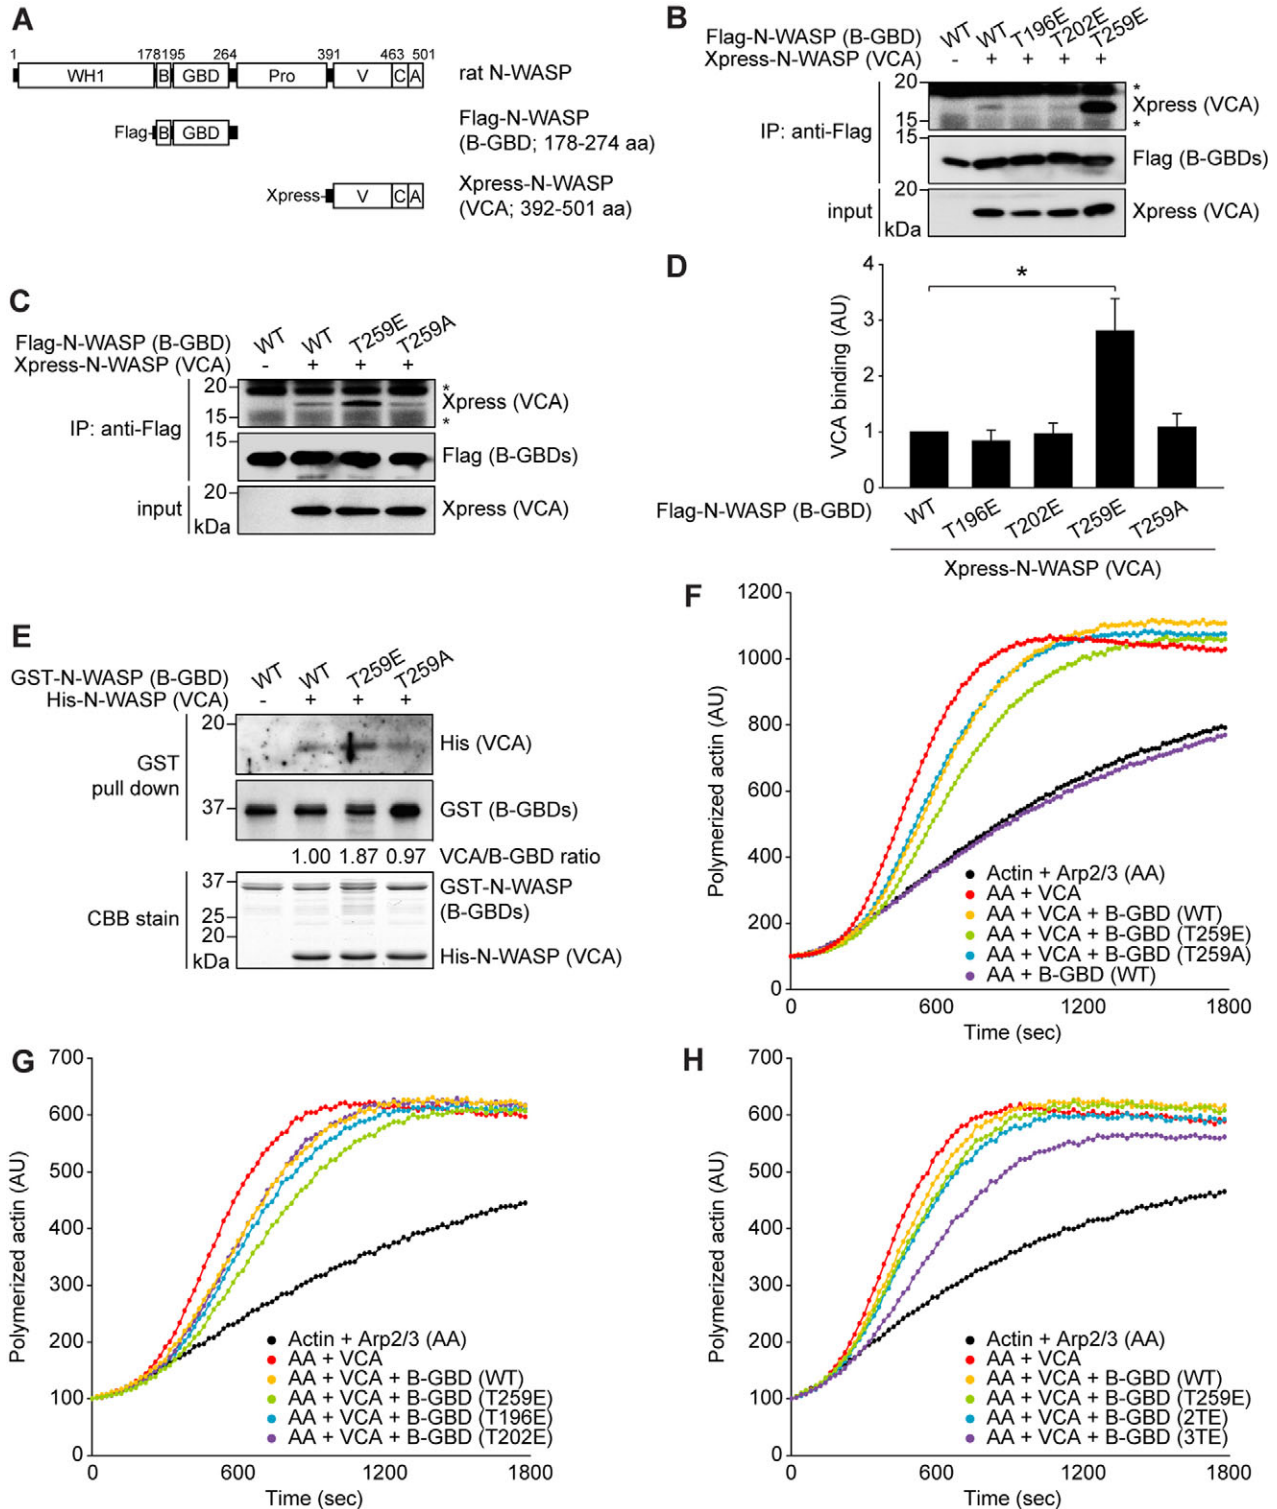 A
1 178195 264 391 463 501
WH1 B GBD Pro V C A rat N-WASP
Flag- B GBD Flag-N-WASP
(B-GBD; 178-274 aa)
Xpress- V C A Xpress-N-WASP
(VCA; 392-501 aa)
B
Flag-N-WASP (B-GBD) WT WT T196E T202E T259E
Xpress-N-WASP (VCA) - + + + +
IP: anti-Flag
20 *
Xpress (VCA)
15 *
15
Flag (B-GBDs)
20
input Xpress (VCA)
kDa
C
Flag-N-WASP (B-GBD) WT WT T259E T259A
Xpress-N-WASP (VCA) - + + +
20 *
Xpress (VCA)
15 *
IP: anti-Flag
15
Flag (B-GBDs)
20
input Xpress (VCA)
kDa
D
VCA binding (AU)
4
3
2
1
0
*
Flag-N-WASP (B-GBD) WT T196E T202E T259E T259A
Xpress-N-WASP (VCA)
E
GST-N-WASP (B-GBD) WT WT T259E T259A
His-N-WASP (VCA) - + + +
20
His (VCA)
GST
pull down
37 GST (B-GBDs)
1.00 1.87 0.97 VCA/B-GBD ratio
37 GST-N-WASP
(B-GBDs)
CBB stain
25
20
kDa His-N-WASP (VCA)
F
Polymerized actin (AU)
1200
1000
800
600
400
200
0
Actin + Arp2/3 (AA)
AA + VCA
AA + VCA + B-GBD (WT)
AA + VCA + B-GBD (T259E)
AA + VCA + B-GBD (T259A)
AA + B-GBD (WT)
0 600 1200 1800
Time (sec)
G
Polymerized actin (AU)
700
600
500
400
300
200
100
0
Actin + Arp2/3 (AA)
AA + VCA
AA + VCA + B-GBD (WT)
AA + VCA + B-GBD (T259E)
AA + VCA + B-GBD (T196E)
AA + VCA + B-GBD (T202E)
0 600 1200 1800
Time (sec)
H
Polymerized actin (AU)
700
600
500
400
300
200
100
0
Actin + Arp2/3 (AA)
AA + VCA
AA + VCA + B-GBD (WT)
AA + VCA + B-GBD (T259E)
AA + VCA + B-GBD (2TE)
AA + VCA + B-GBD (3TE)
0 600 1200 1800
Time (sec)